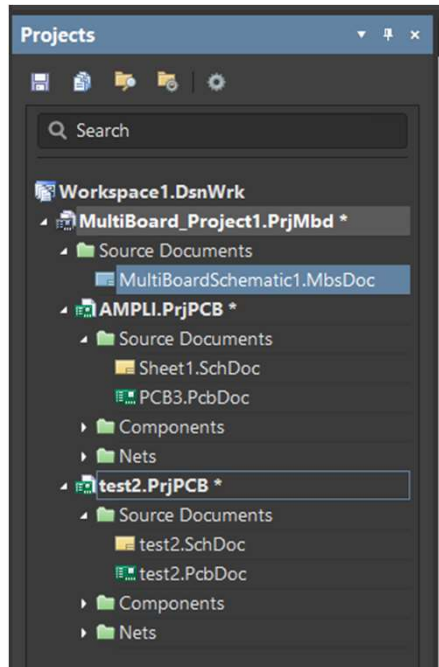 Projects
Search
Workspace1.DsnWrk
MultiBoard_Project1.PrjMbd *
Source Documents
MultiBoardSchematic1.MbsDoc
AMPLI.PrjPCB *
Source Documents
Sheet1.SchDoc
PCB3.PcbDoc
Components
Nets
test2.PrjPCB *
Source Documents
test2.SchDoc
test2.PcbDoc
Components
Nets